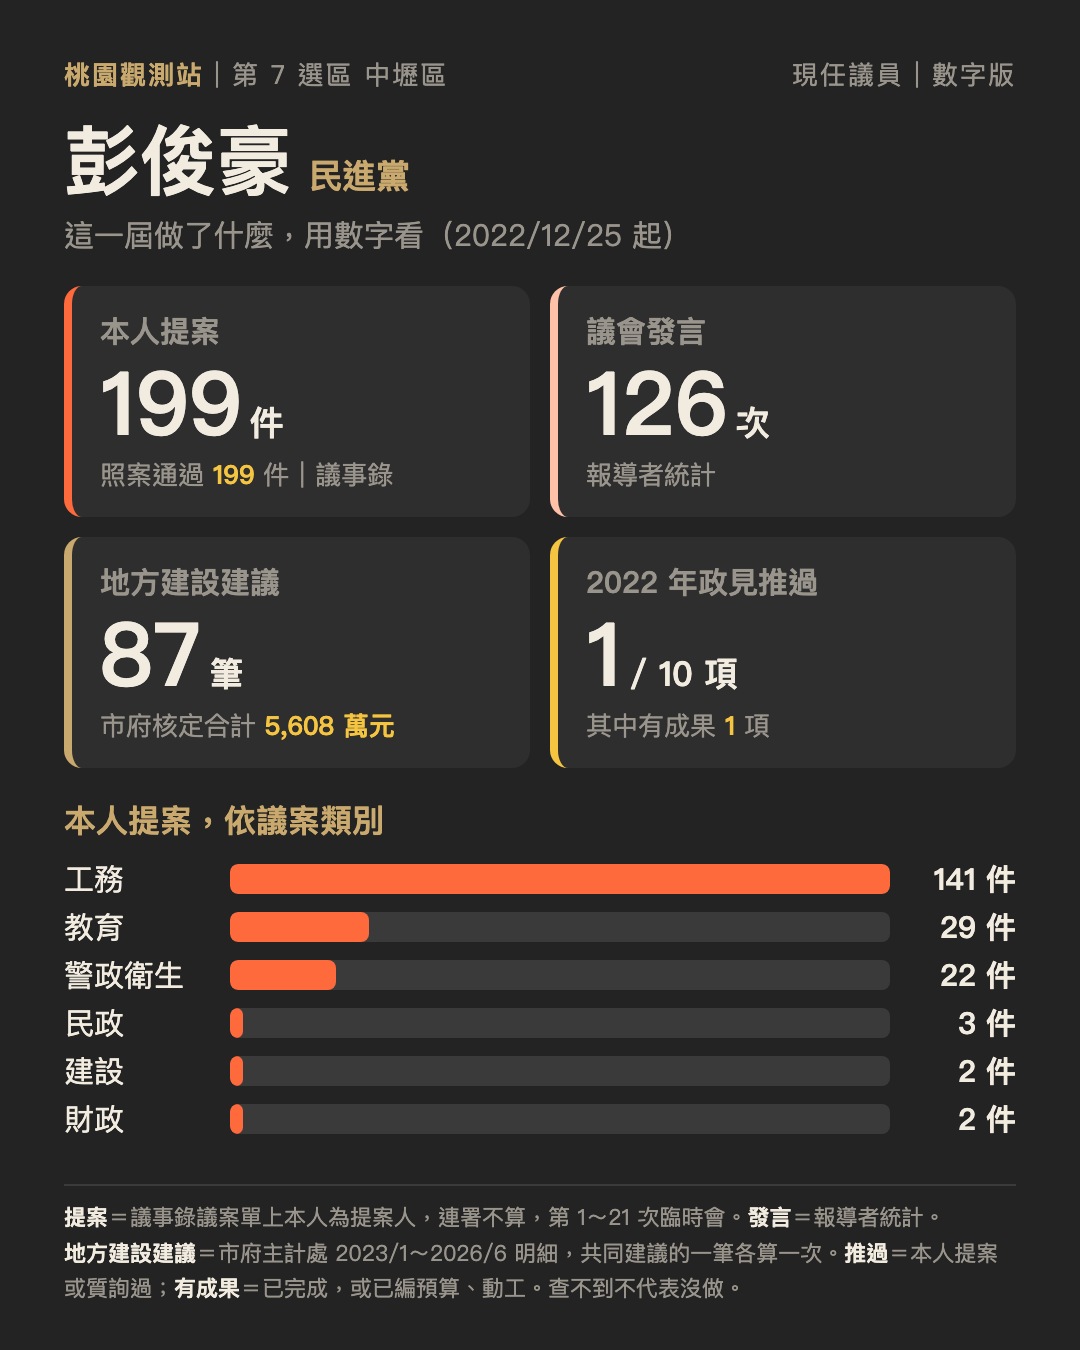 桃園觀測站｜第 7 選區 中壢區
現任議員｜數字版
彭俊豪 民進黨
這一屆做了什麼，用數字看（2022/12/25 起）
本人提案
199 件
照案通過 199 件｜議事錄
議會發言
126 次
報導者統計
地方建設建議
87 筆
市府核定合計 5,608 萬元
2022 年政見推過
1 / 10 項
其中有成果 1 項
本人提案，依議案類別
工務 141 件
教育 29 件
警政衛生 22 件
民政 3 件
建設 2 件
財政 2 件
提案＝議事錄議案單上本人為提案人，連署不算，第 1～21 次臨時會。發言＝報導者統計。
地方建設建議＝市府主計處 2023/1～2026/6 明細，共同建議的一筆各算一次。推過＝本人提案
或質詢過；有成果＝已完成，或已編預算、動工。查不到不代表沒做。